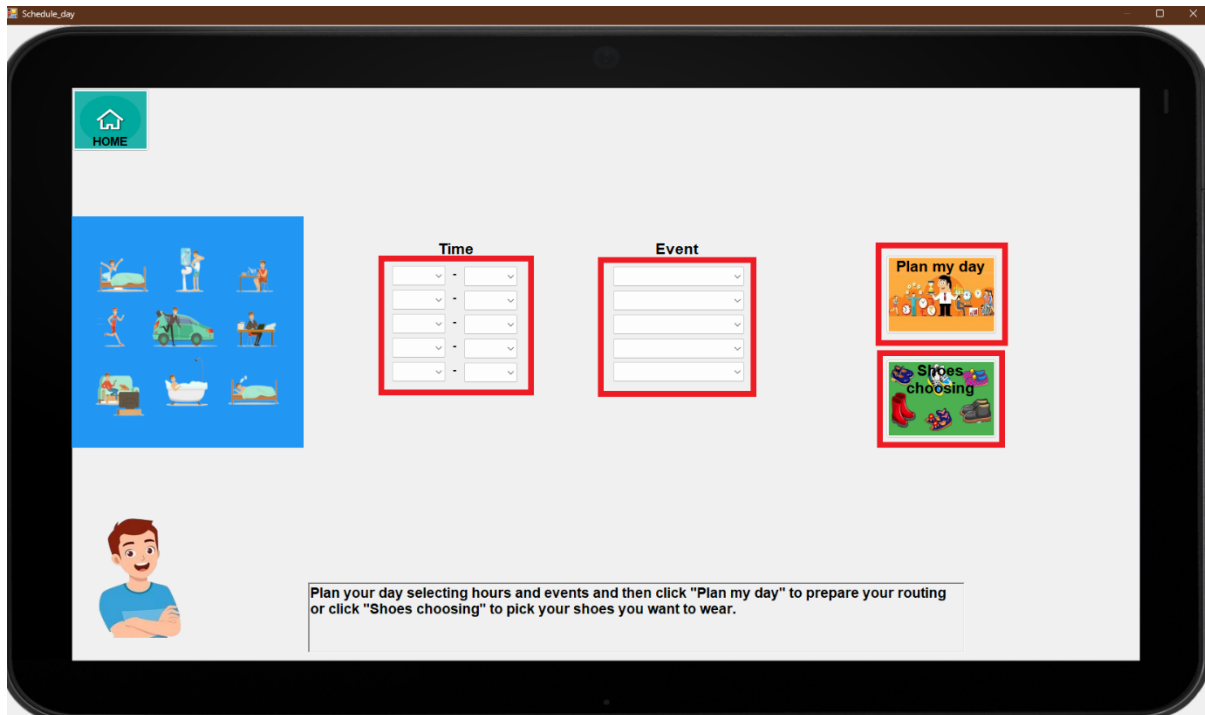 Schedule_day
HOME
Time
Event
-
-
-
-
-
Plan my day
Shoes
choosing
Plan your day selecting hours and events and then click "Plan my day" to prepare your routing
or click "Shoes choosing" to pick your shoes you want to wear.